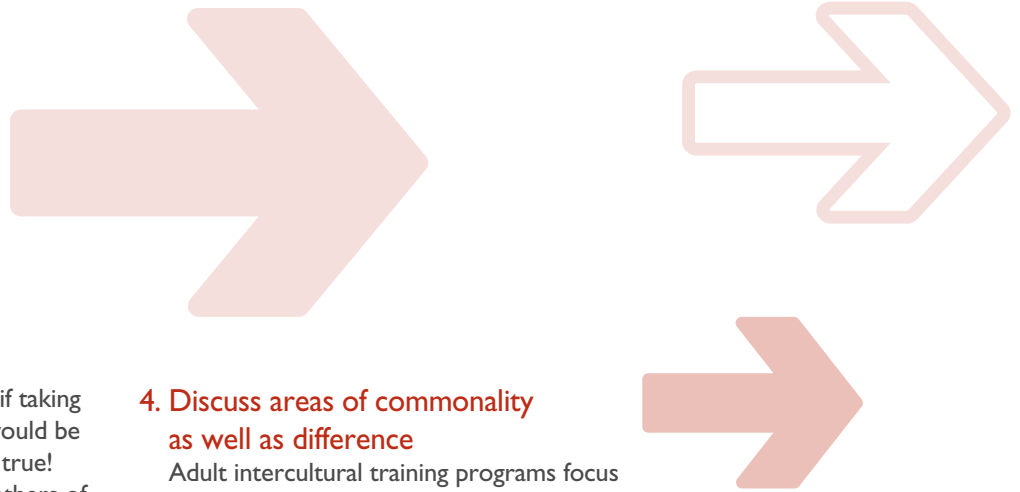 if taking
ould be
true!
4. Discuss areas of commonality
as well as difference
Adult intercultural training programs focus